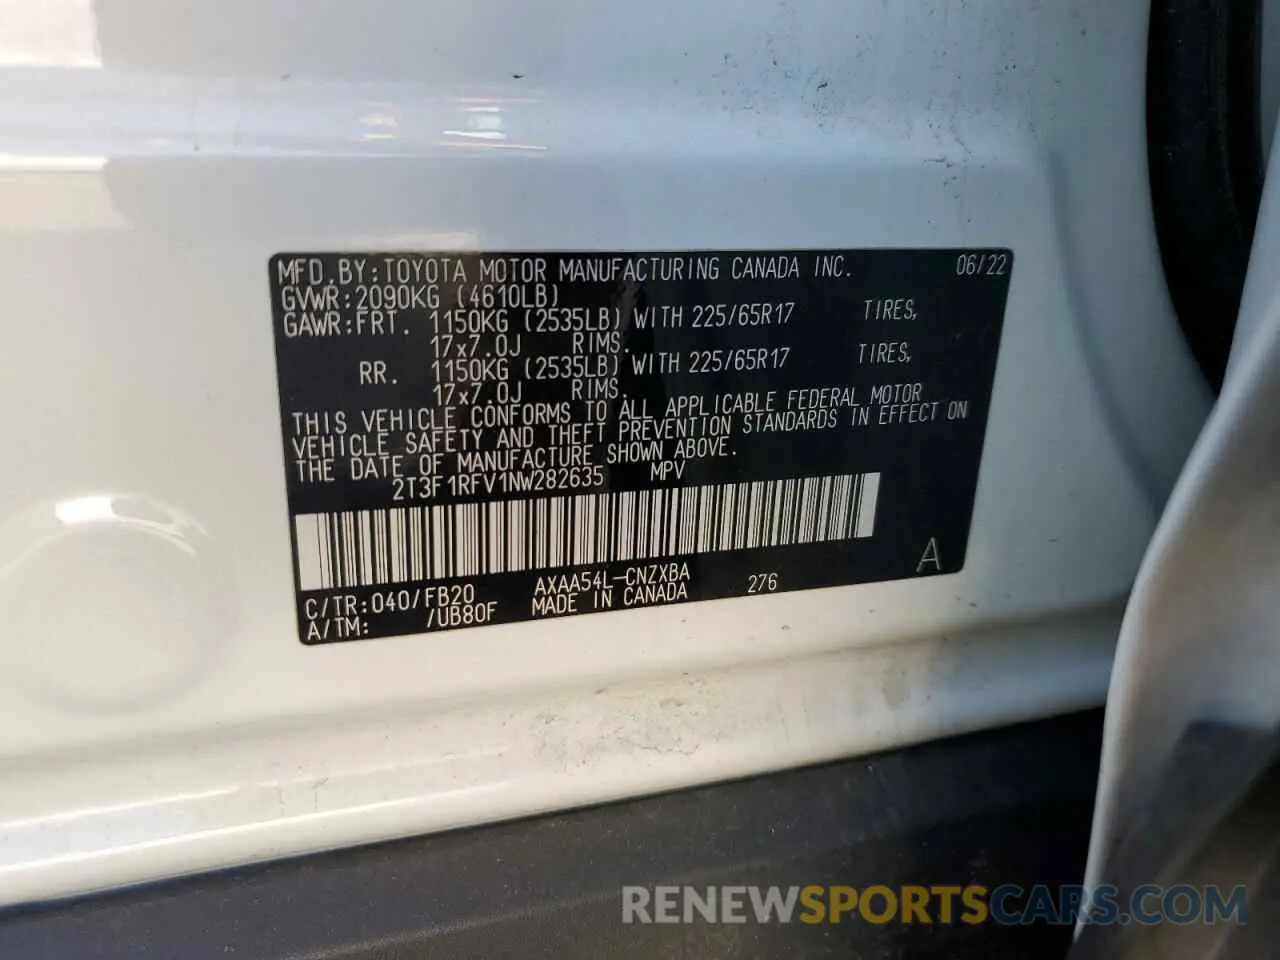 MFD.BY:TOYOTA MOTOR MANUFACTURING CANADA INC. 06/22
GVWR:2090KG (4610LB)
GAWR:FRT. 1150KG (2535LB) WITH 225/65R17 TIRES,
17x7.0J RIMS.
RR. 1150KG (2535LB) WITH 225/65R17 TIRES,
17x7.0J RIMS.
THIS VEHICLE CONFORMS TO ALL APPLICABLE FEDERAL MOTOR
VEHICLE SAFETY AND THEFT PREVENTION STANDARDS IN EFFECT ON
THE DATE OF MANUFACTURE SHOWN ABOVE.
2T3F1RFV1NW282635 MPV
A
C/TR:040/FB20 AXAA54L-CNZXBA 276
A/TM: /UB80F MADE IN CANADA
RENEWSPORTSCARS.COM